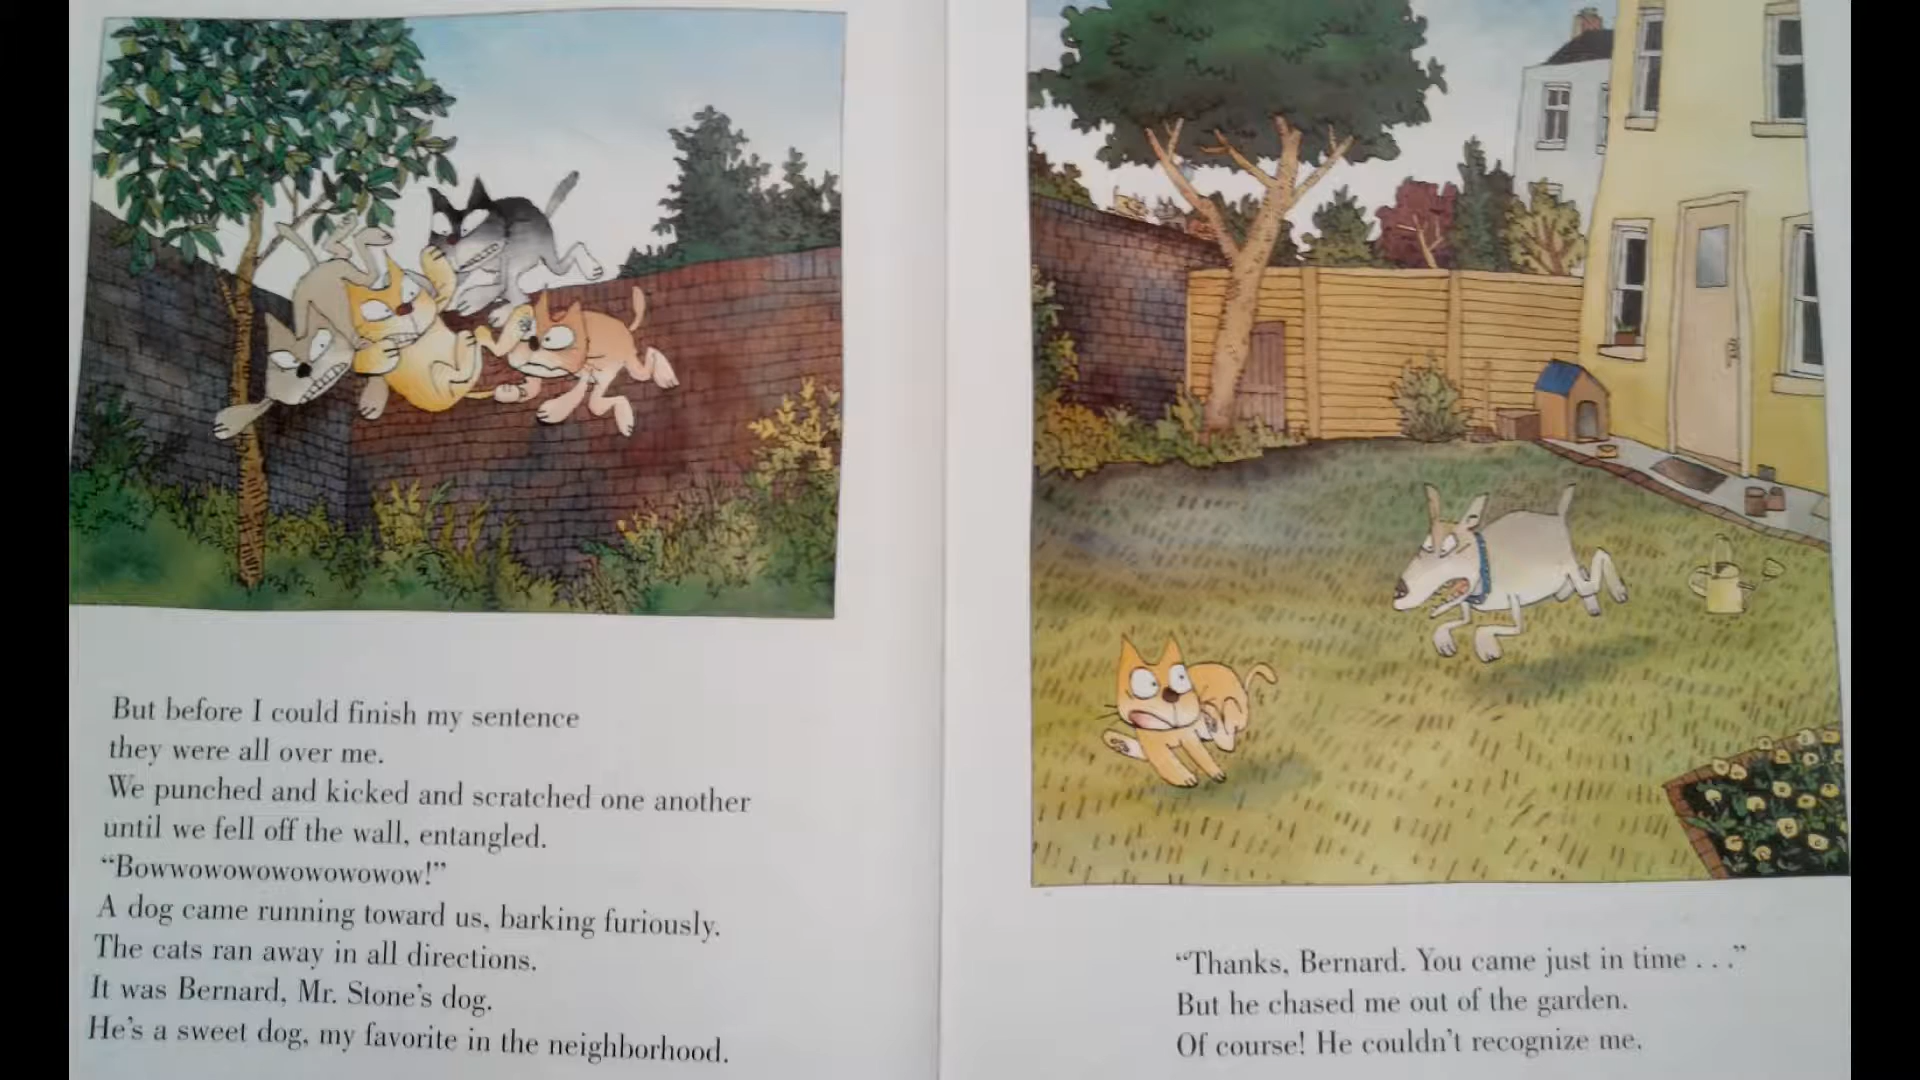 But before I could finish my sentence
they were all over me.
We punched and kicked and scratched one another
until we fell off the wall, entangled.
“Bowwowowowowowowow!”
A dog came running toward us, barking furiously.
The cats ran away in all directions.
It was Bernard, Mr. Stone’s dog.
He’s a sweet dog, my favorite in the neighborhood.
“Thanks, Bernard. You came just in time . . .”
But he chased me out of the garden.
Of course! He couldn’t recognize me.